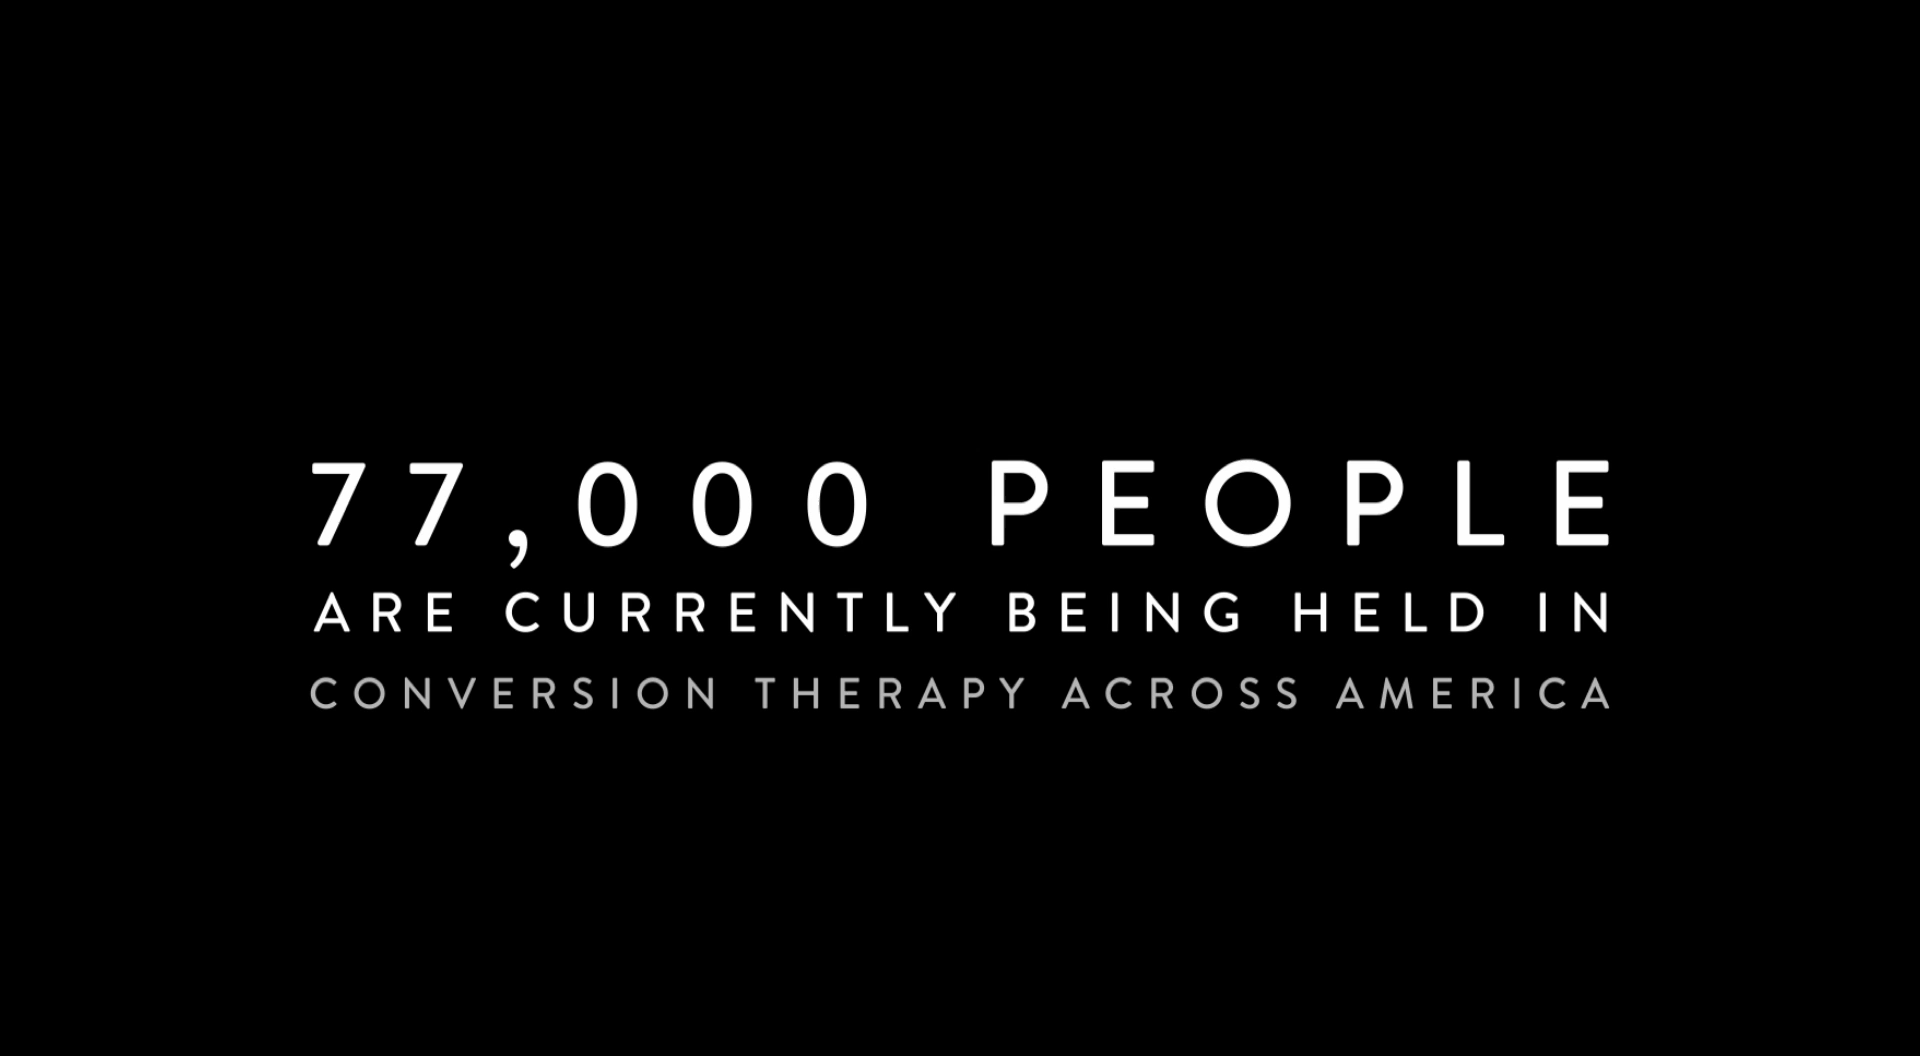 77,000 PEOPLE
ARE CURRENTLY BEING HELD IN
CONVERSION THERAPY ACROSS AMERICA